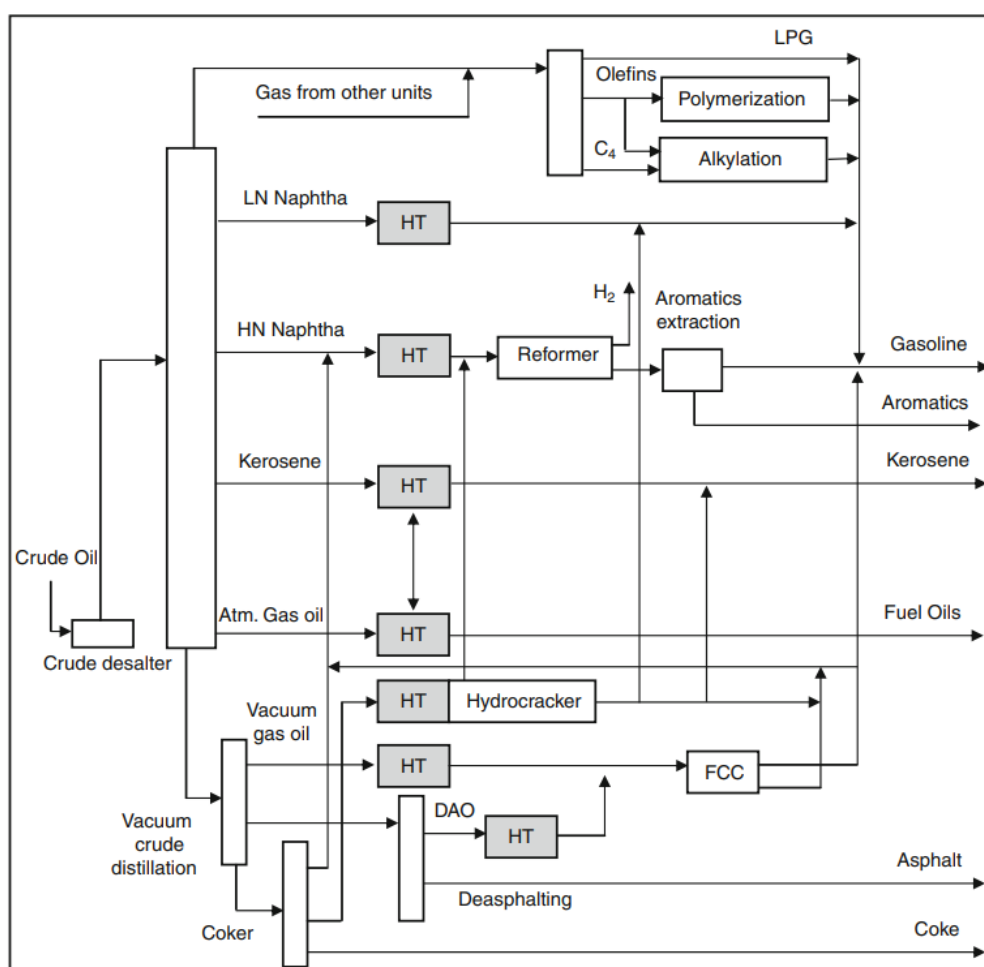 LPG
Olefins
Gas from other units
Polymerization
C4
Alkylation
LN Naphtha
HT
H2
Aromatics
extraction
HN Naphtha
HT
Reformer
Gasoline
Aromatics
Kerosene
HT
Kerosene
Crude Oil
Atm. Gas oil
HT
Fuel Oils
Crude desalter
HT
Hydrocracker
Vacuum
gas oil
HT
FCC
DAO
HT
Vacuum
crude
distillation
Asphalt
Deasphalting
Coker
Coke